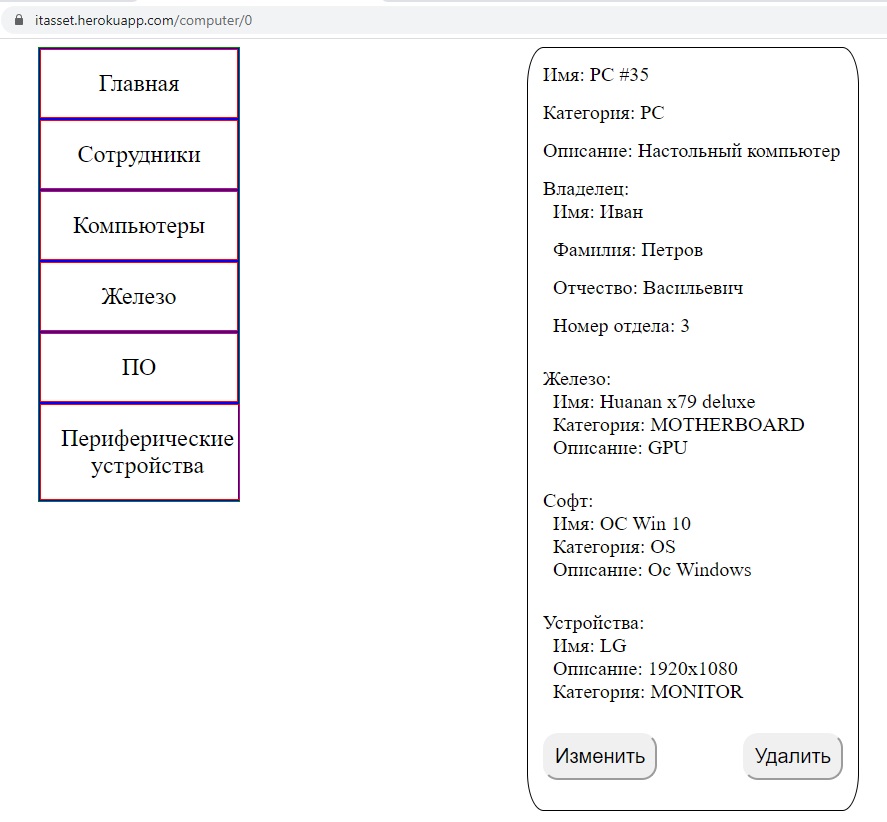 itasset.herokuapp.com/computer/0
Главная
Сотрудники
Компьютеры
Железо
ПО
Периферические
устройства
Имя: PC #35
Категория: PC
Описание: Настольный компьютер
Владелец:
Имя: Иван
Фамилия: Петров
Отчество: Васильевич
Номер отдела: 3
Железо:
Имя: Huanan x79 deluxe
Категория: MOTHERBOARD
Описание: GPU
Софт:
Имя: ОС Win 10
Категория: OS
Описание: Ос Windows
Устройства:
Имя: LG
Описание: 1920x1080
Категория: MONITOR
Изменить
Удалить